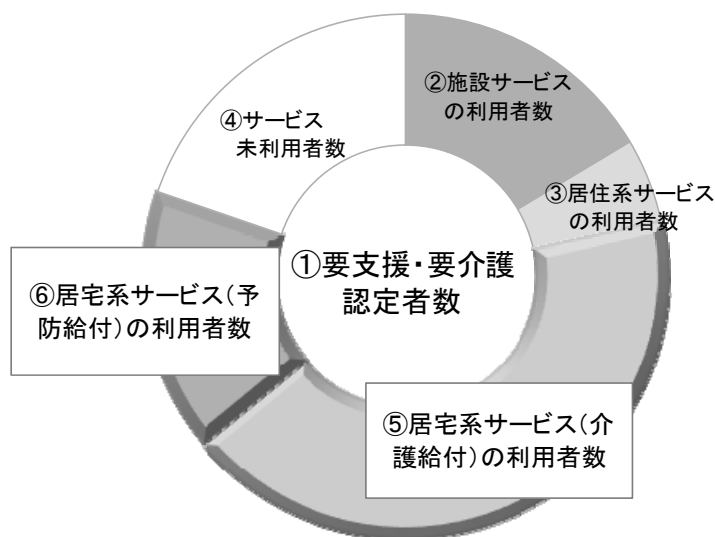 ②施設サービス
の利用者数
④サービス
未利用者数
③居住系サービス
の利用者数
①要支援・要介護
認定者数
⑥居宅系サービス(予
防給付)の利用者数
⑤居宅系サービス(介
護給付)の利用者数